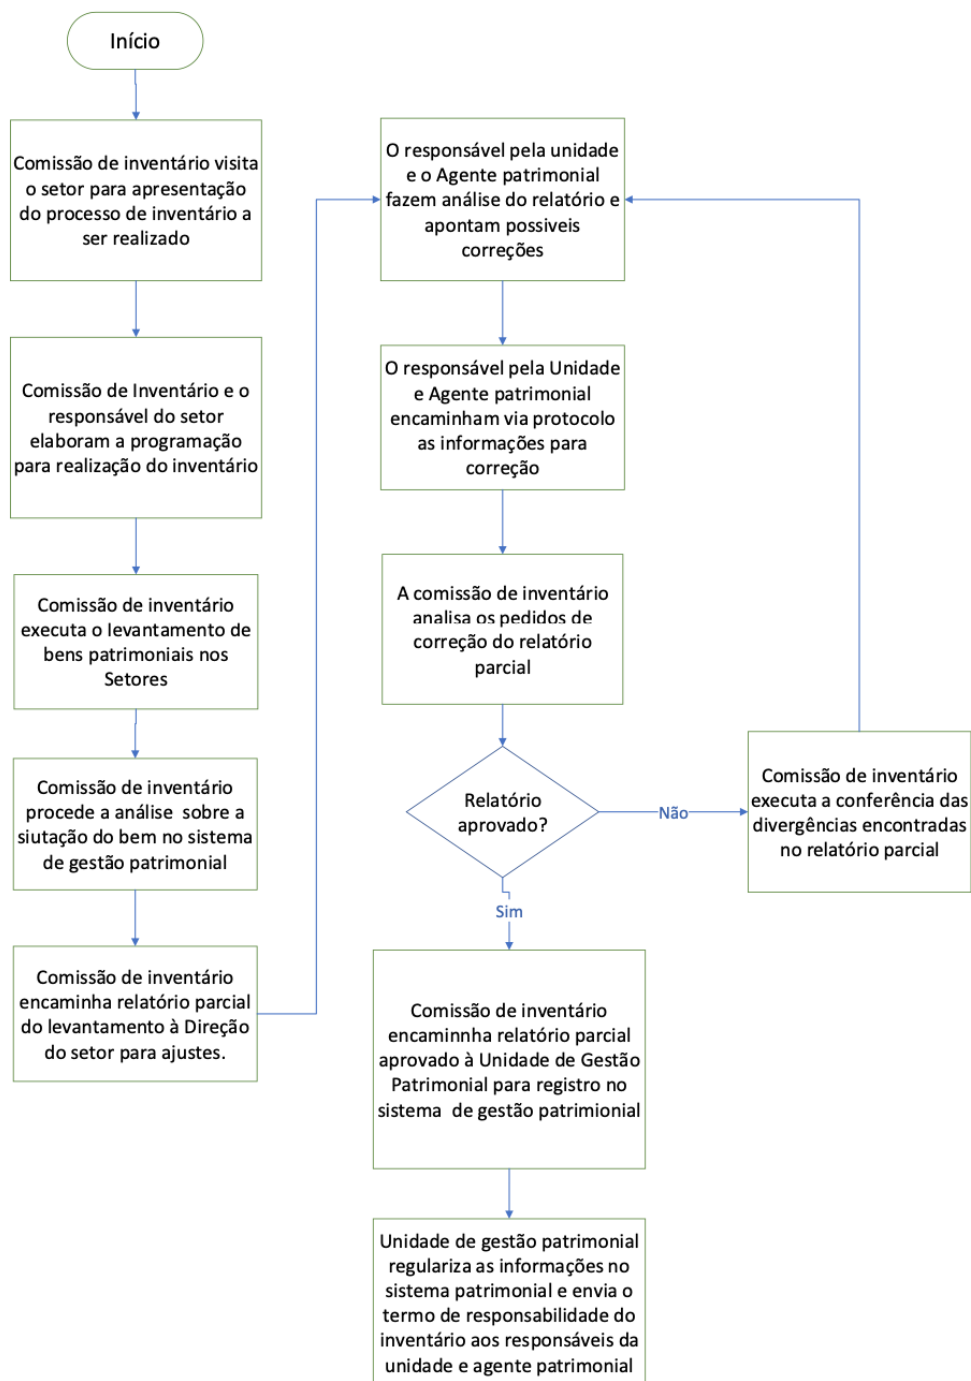 Início
Comissão de inventário visita
o setor para apresentação
do processo de inventário a
ser realizado
Comissão de Inventário e o
responsável do setor
elaboram a programação
para realização do inventário
Comissão de inventário
executa o levantamento de
bens patrimoniais nos
Setores
Comissão de inventário
procede a análise sobre a
siutação do bem no sistema
de gestão patrimonial
Comissão de inventário
encaminha relatório parcial
do levantamento à Direção
do setor para ajustes.
O responsável pela unidade
e o Agente patrimonial
fazem análise do relatório e
apontam possiveis
correções
O responsável pela Unidade
e Agente patrimonial
encaminham via protocolo
as informações para
correção
A comissão de inventário
analisa os pedidos de
correção do relatório
parcial
Relatório
aprovado?
Não
Comissão de inventário
executa a conferência das
divergências encontradas
no relatório parcial
Sim
Comissão de inventário
encaminnha relatório parcial
aprovado à Unidade de Gestão
Patrimonial para registro no
sistema de gestão patrimionial
Unidade de gestão patrimonial
regulariza as informações no
sistema patrimonial e envia o
termo de responsabilidade do
inventário aos responsáveis da
unidade e agente patrimonial